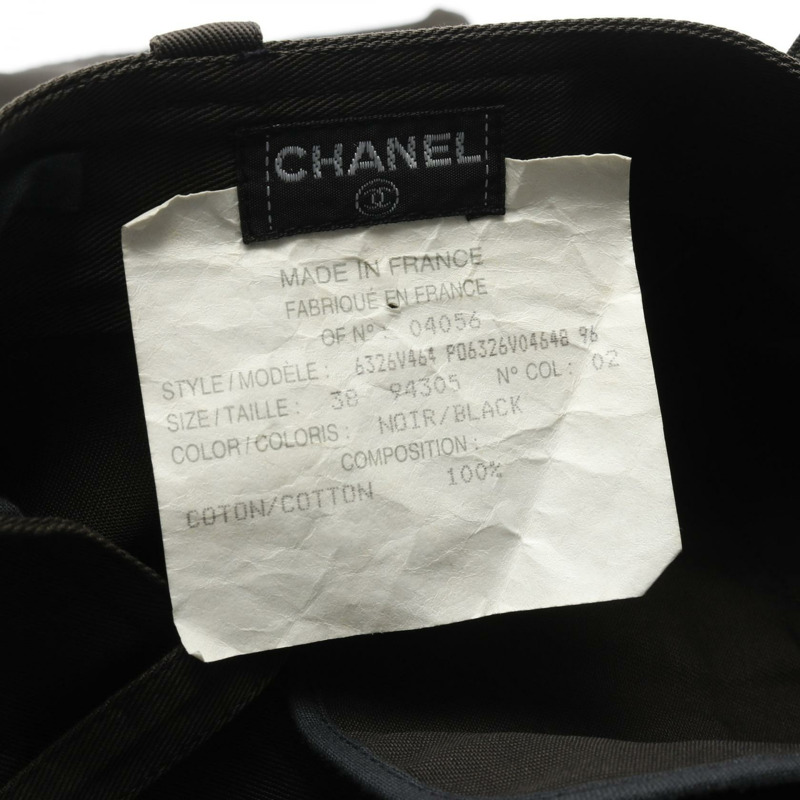 CHANEL
MADE IN FRANCE
FABRIQUÉ EN FRANCE
OF N° : 04056
STYLE/MODÈLE : 6326V464 P06326V04648 96
SIZE/TAILLE : 38 94305 N° COL : 02
COLOR/COLORIS : NOIR/BLACK
COMPOSITION :
COTON/COTTON 100%